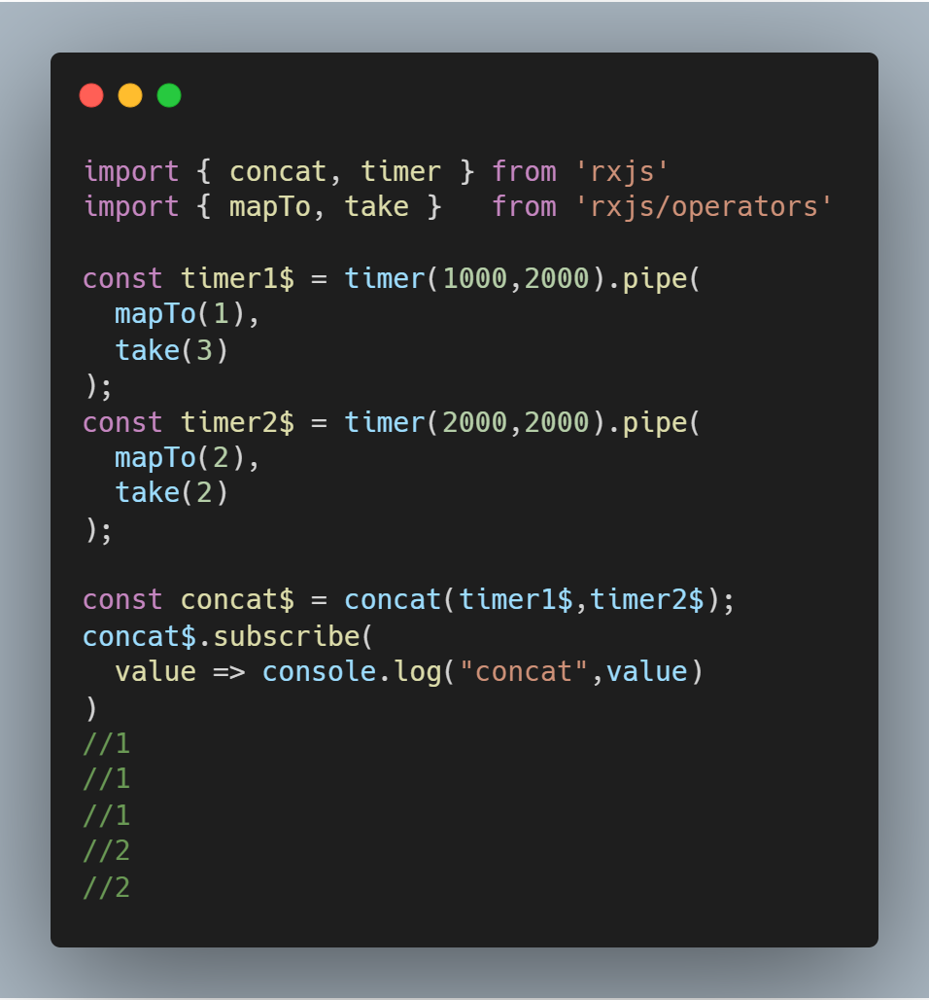 import { concat, timer } from 'rxjs'
import { mapTo, take }   from 'rxjs/operators'

const timer1$ = timer(1000,2000).pipe(
  mapTo(1),
  take(3)
);
const timer2$ = timer(2000,2000).pipe(
  mapTo(2),
  take(2)
);

const concat$ = concat(timer1$,timer2$);
concat$.subscribe(
  value => console.log("concat",value)
)
//1
//1
//1
//2
//2